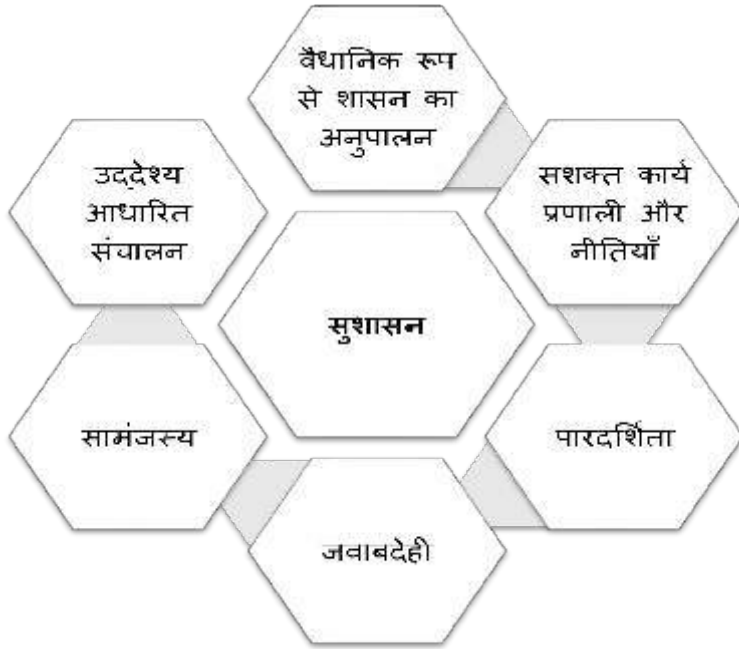 वैधानिक रूप
से शासन का
अनुपालन
सशक्त कार्य
प्रणाली और
नीतियाँ
पारदर्शिता
जवाबदेही
सामंजस्य
उद्देश्य
आधारित
संचालन
सुशासन